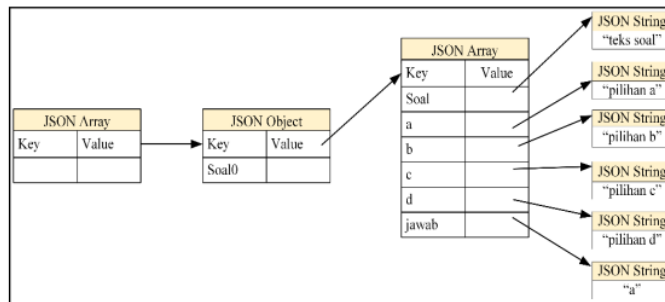 JSON Array
Key Value
JSON Object
Key Value
Soal0
JSON Array
Key Value
Soal
a
b
c
d
jawab
JSON String
“teks soal”
JSON String
“pilihan a”
JSON String
“pilihan b”
JSON String
“pilihan c”
JSON String
“pilihan d”
JSON String
“a”